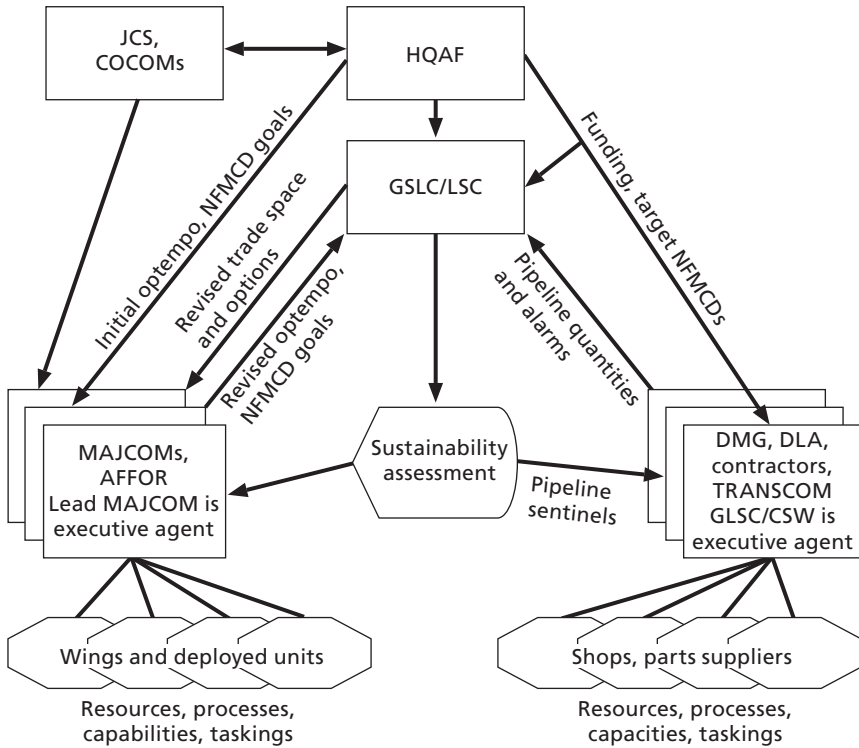 JCS,
COCOMs
HQAF
GSLC/LSC
Initial optempo, NFMCD goals
Revised trade space
and options
Revised optempo,
NFMCD goals
Funding, target NFMCDs
Pipeline quantities
and alarms
MAJCOMs,
AFFOR
Lead MAJCOM is
executive agent
Sustainability
assessment
Pipeline
sentinels
DMG, DLA,
contractors,
TRANSCOM
GLSC/CSW is
executive agent
Wings and deployed units
Resources, processes,
capabilities, taskings
Shops, parts suppliers
Resources, processes,
capacities, taskings